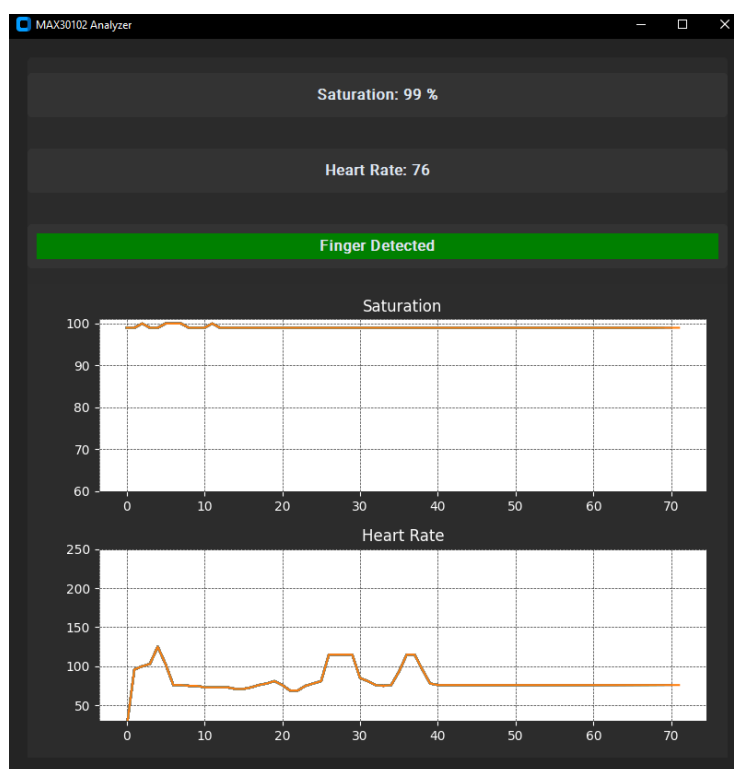 MAX30102 Analyzer
Saturation: 99 %
Heart Rate: 76
Finger Detected
Saturation
100
90
80
70
60
0 10 20 30 40 50 60 70
Heart Rate
250
200
150
100
50
0 10 20 30 40 50 60 70